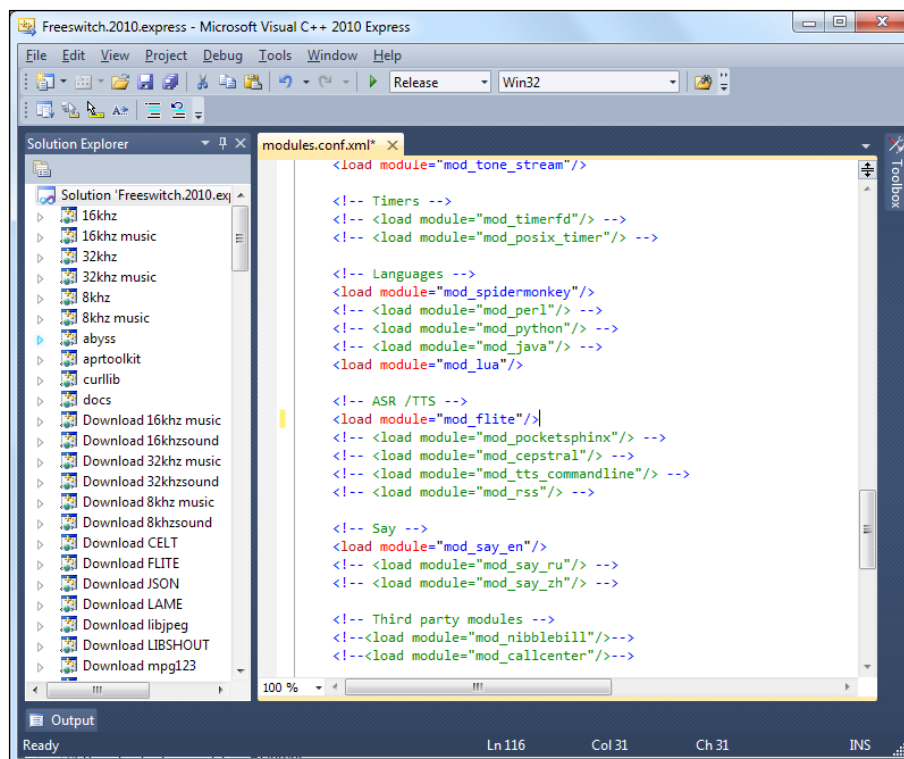 Freeswitch.2010.express - Microsoft Visual C++ 2010 Express
File Edit View Project Debug Tools Window Help
Release Win32
Solution Explorer
modules.conf.xml*
Toolbox
Solution 'Freeswitch.2010.exp
16khz
16khz music
32khz
32khz music
8khz
8khz music
abyss
aprtoolkit
curllib
docs
Download 16khz music
Download 16khzsound
Download 32khz music
Download 32khzsound
Download 8khz music
Download 8khzsound
Download CELT
Download FLITE
Download JSON
Download LAME
Download libjpeg
Download LIBSHOUT
Download mpg123
<load module="mod_tone_stream"/>
<!-- Timers -->
<!-- <load module="mod_timerfd"/> -->
<!-- <load module="mod_posix_timer"/> -->
<!-- Languages -->
<load module="mod_spidermonkey"/>
<!-- <load module="mod_perl"/> -->
<!-- <load module="mod_python"/> -->
<!-- <load module="mod_java"/> -->
<load module="mod_lua"/>
<!-- ASR /TTS -->
<load module="mod_flite"/>
<!-- <load module="mod_pocketsphinx"/> -->
<!-- <load module="mod_cepstral"/> -->
<!-- <load module="mod_tts_commandline"/> -->
<!-- <load module="mod_rss"/> -->
<!-- Say -->
<load module="mod_say_en"/>
<!-- <load module="mod_say_ru"/> -->
<!-- <load module="mod_say_zh"/> -->
<!-- Third party modules -->
<!--<load module="mod_nibblebill"/>-->
<!--<load module="mod_callcenter"/>-->
100 %
Output
Ready Ln 116 Col 31 Ch 31 INS